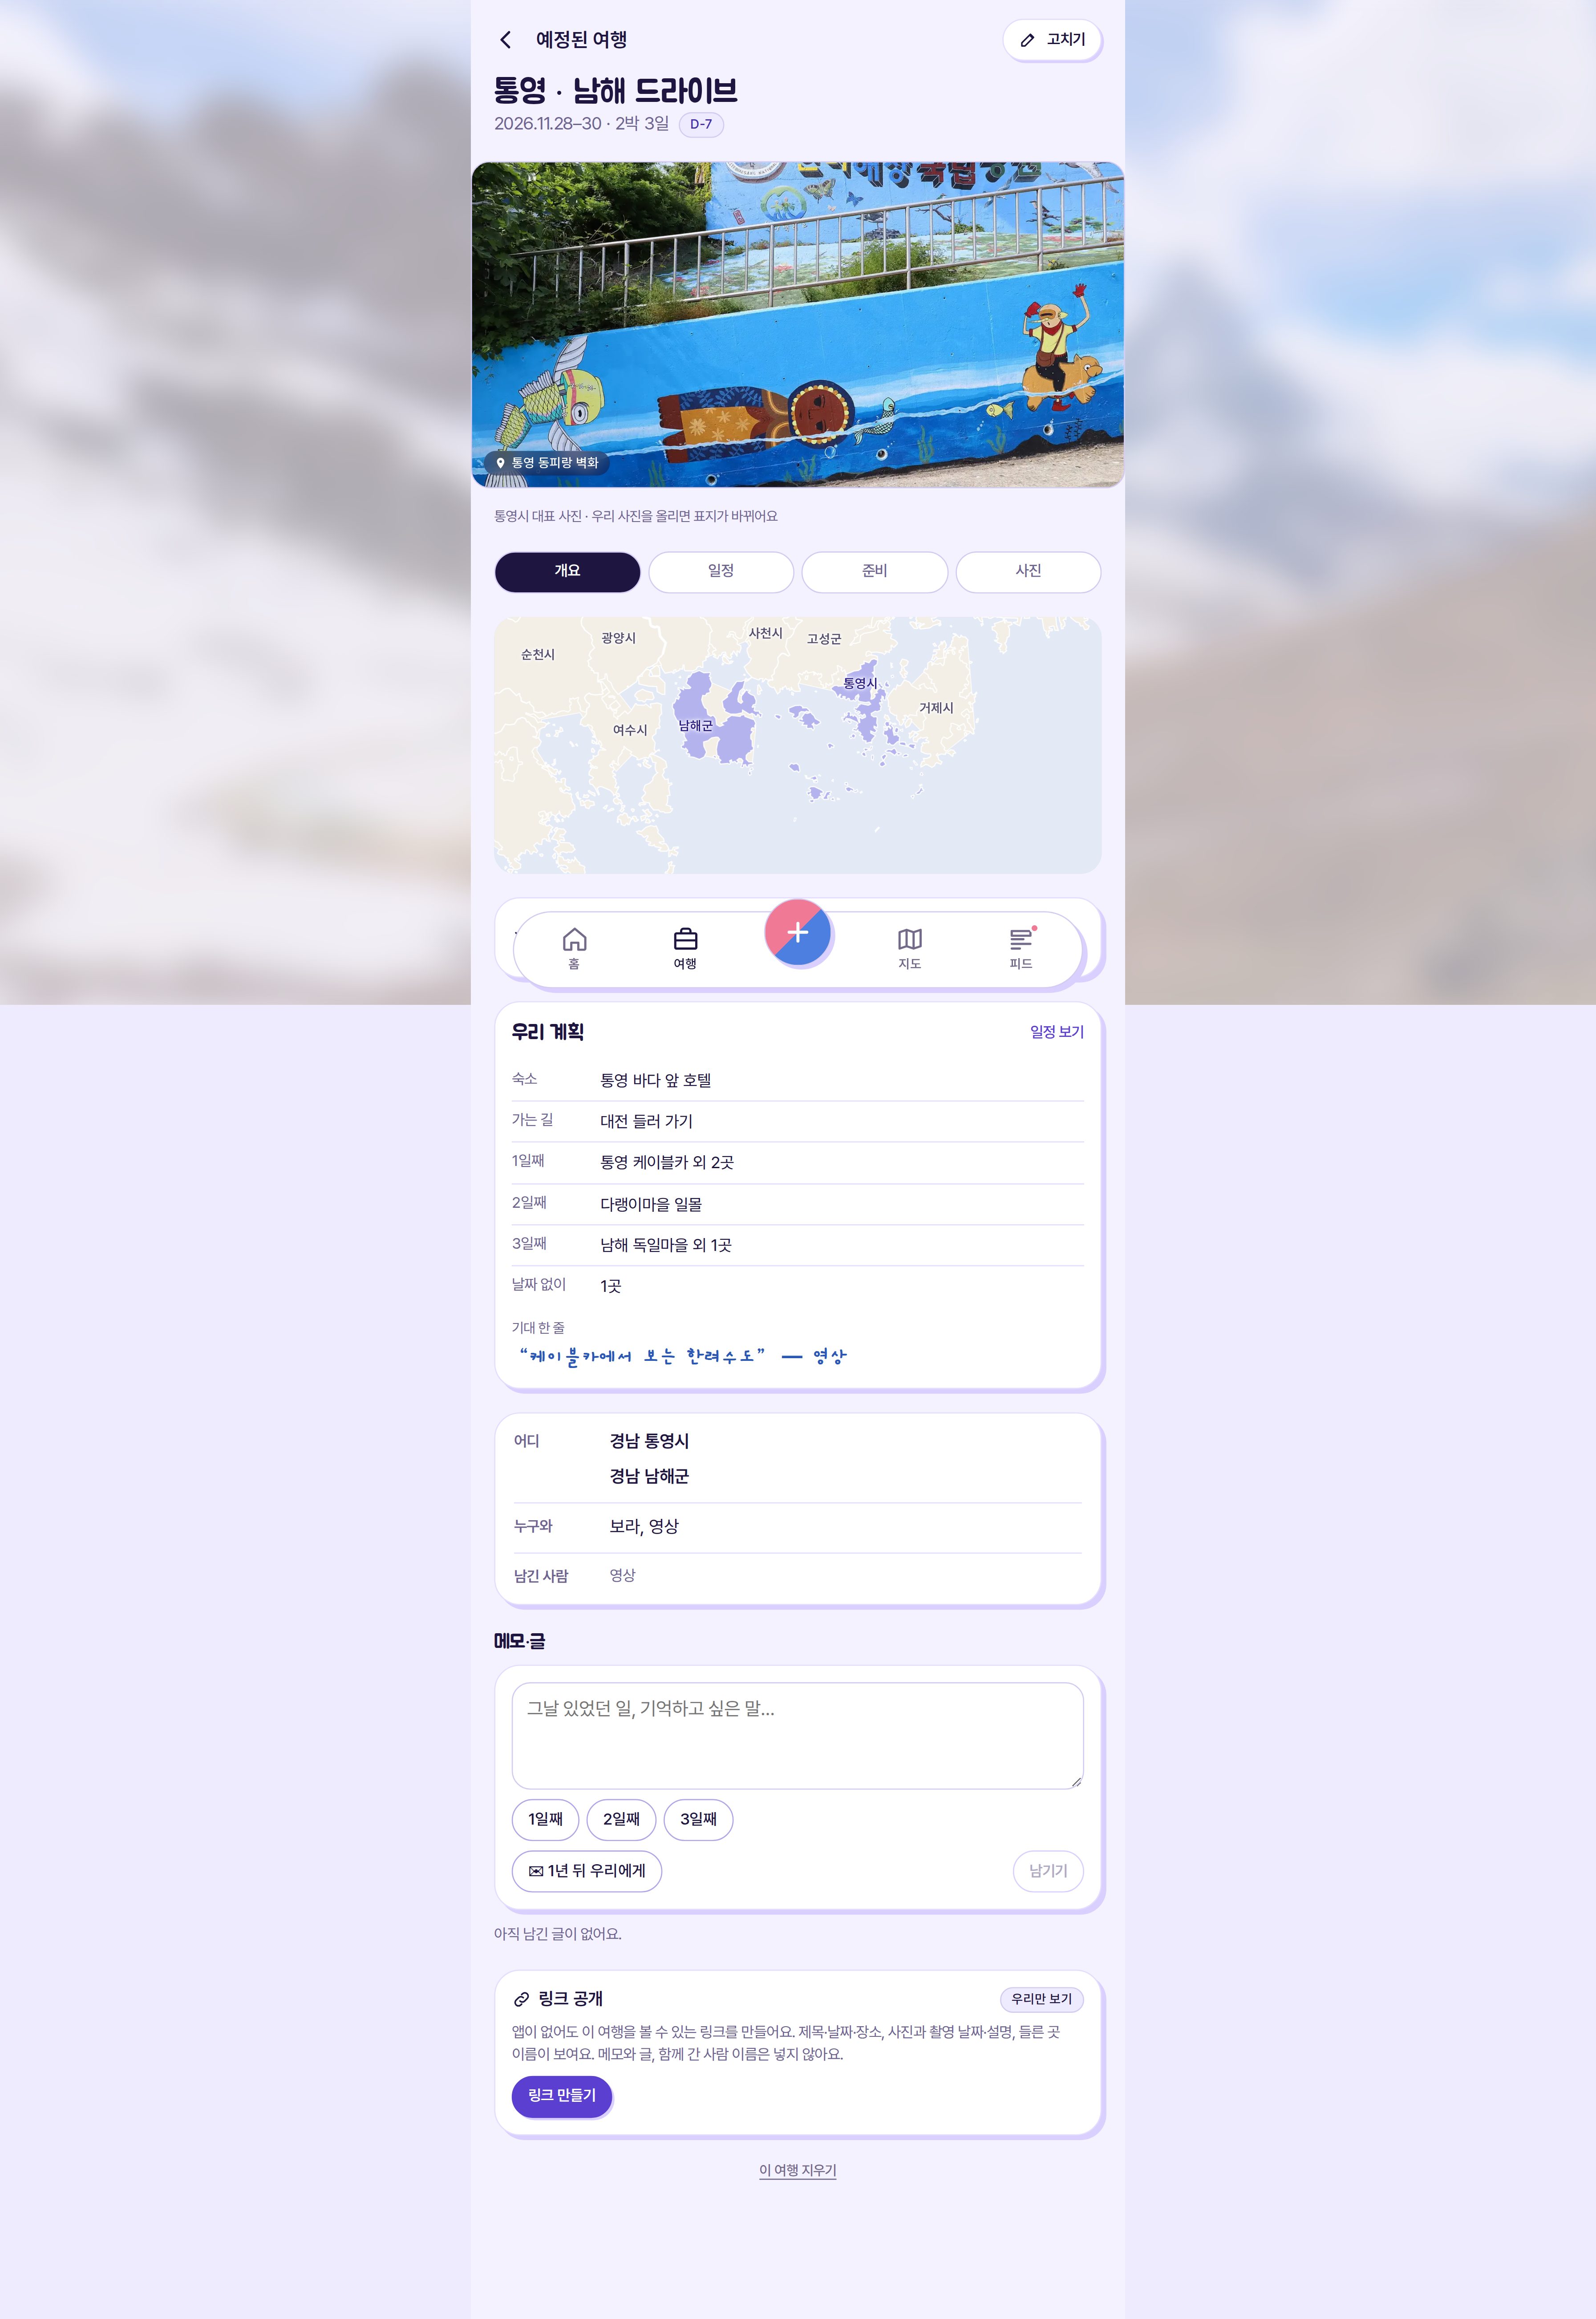 예정된 여행
고치기
통영 · 남해 드라이브
2026.11.28–30 · 2박 3일 D-7
통영 동피랑 벽화
통영시 대표 사진 · 우리 사진을 올리면 표지가 바뀌어요
개요 일정 준비 사진
광양시 사천시 고성군
순천시
통영시
거제시
여수시 남해군
홈 여행 지도 피드
우리 계획 일정 보기
숙소 통영 바다 앞 호텔
가는 길 대전 들러 가기
1일째 통영 케이블카 외 2곳
2일째 다랭이마을 일몰
3일째 남해 독일마을 외 1곳
날짜 없이 1곳
기대 한 줄
“케이블카에서 보는 한려수도” — 영상
어디 경남 통영시
경남 남해군
누구와 보라, 영상
남긴 사람 영상
메모·글
그날 있었던 일, 기억하고 싶은 말...
1일째 2일째 3일째
✉ 1년 뒤 우리에게 남기기
아직 남긴 글이 없어요.
링크 공개 우리만 보기
앱이 없어도 이 여행을 볼 수 있는 링크를 만들어요. 제목·날짜·장소, 사진과 촬영 날짜·설명, 들른 곳
이름이 보여요. 메모와 글, 함께 간 사람 이름은 넣지 않아요.
링크 만들기
이 여행 지우기